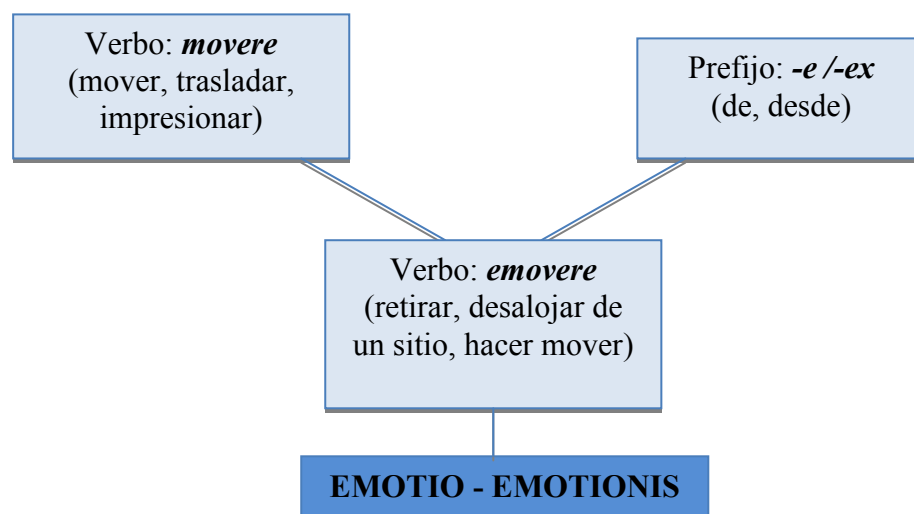 Verbo: movere
(mover, trasladar,
impresionar)
Prefijo: -e /-ex
(de, desde)
Verbo: emovere
(retirar, desalojar de
un sitio, hacer mover)
EMOTIO - EMOTIONIS